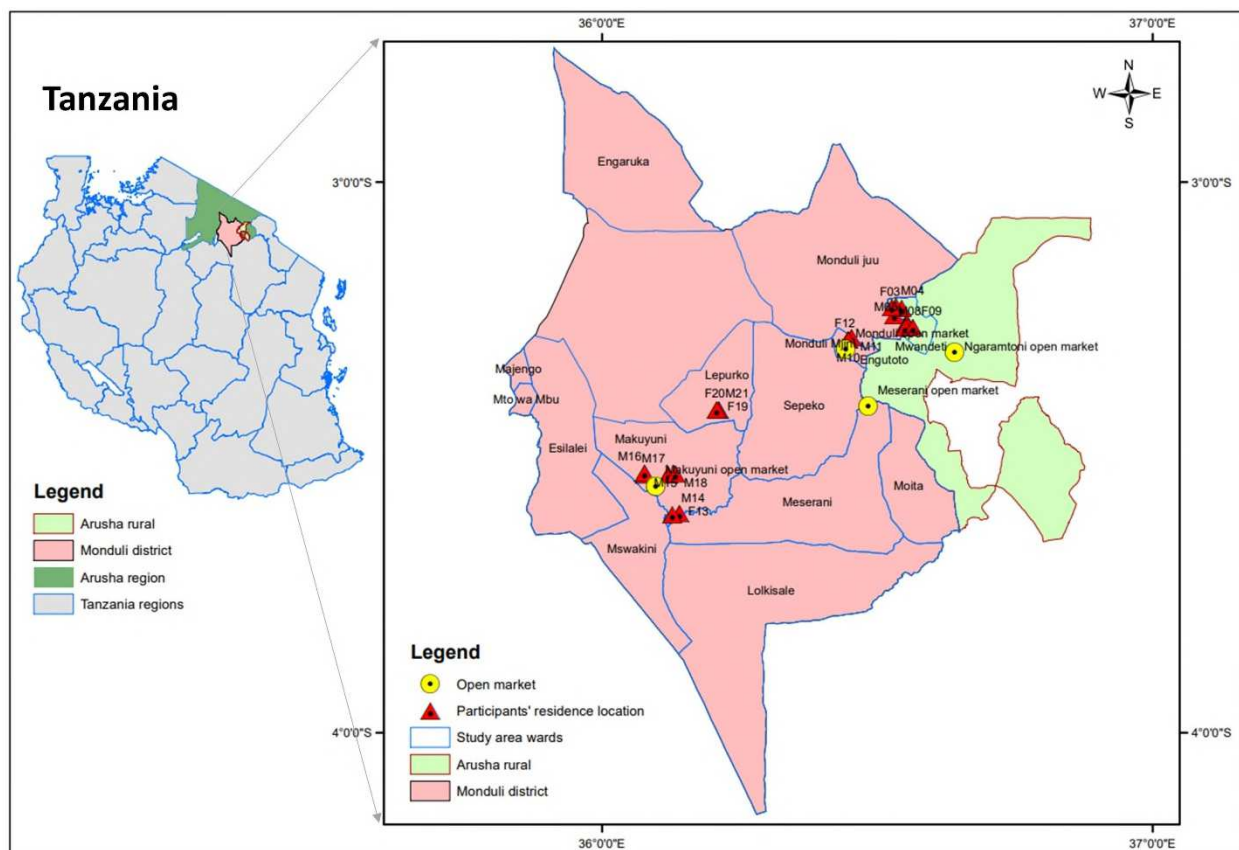 Tanzania
Legend
Arusha rural
Monduli district
Arusha region
Tanzania regions
36°0'0"E
37°0'0"E
N
W E
S
3°0'0"S
3°0'0"S
Engaruka
Monduli juu
F03 M04
M08 F09
F12
Monduli open market
Monduli Mjini
M11
Mwandeti
Ngaramtoni open market
M10
Engutoto
Majengo
Lepurko
Meserani open market
Mto wa Mbu
F20 M21
F19
Sepeko
Esilalei
Makuyuni
M16 M17
Makuyuni open market
M15
M18
M14
Meserani
Moita
F13
Mswakini
Lolkisale
4°0'0"S
4°0'0"S
Legend
Open market
Participants' residence location
Study area wards
Arusha rural
Monduli district
36°0'0"E
37°0'0"E